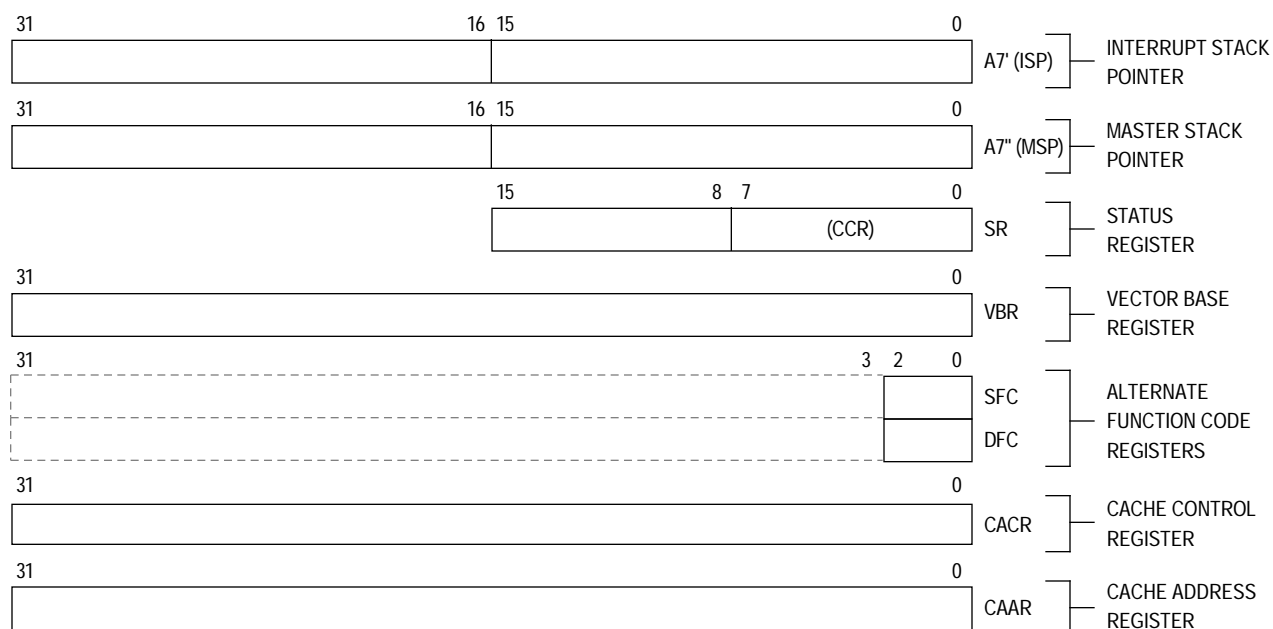 31 16 15 0
A7' (ISP) INTERRUPT STACK
POINTER
31 16 15 0
A7" (MSP) MASTER STACK
POINTER
15 8 7 0
(CCR) SR STATUS
REGISTER
31 0
VBR VECTOR BASE
REGISTER
31 3 2 0
SFC ALTERNATE
FUNCTION CODE
DFC REGISTERS
31 0
CACR CACHE CONTROL
REGISTER
31 0
CAAR CACHE ADDRESS
REGISTER